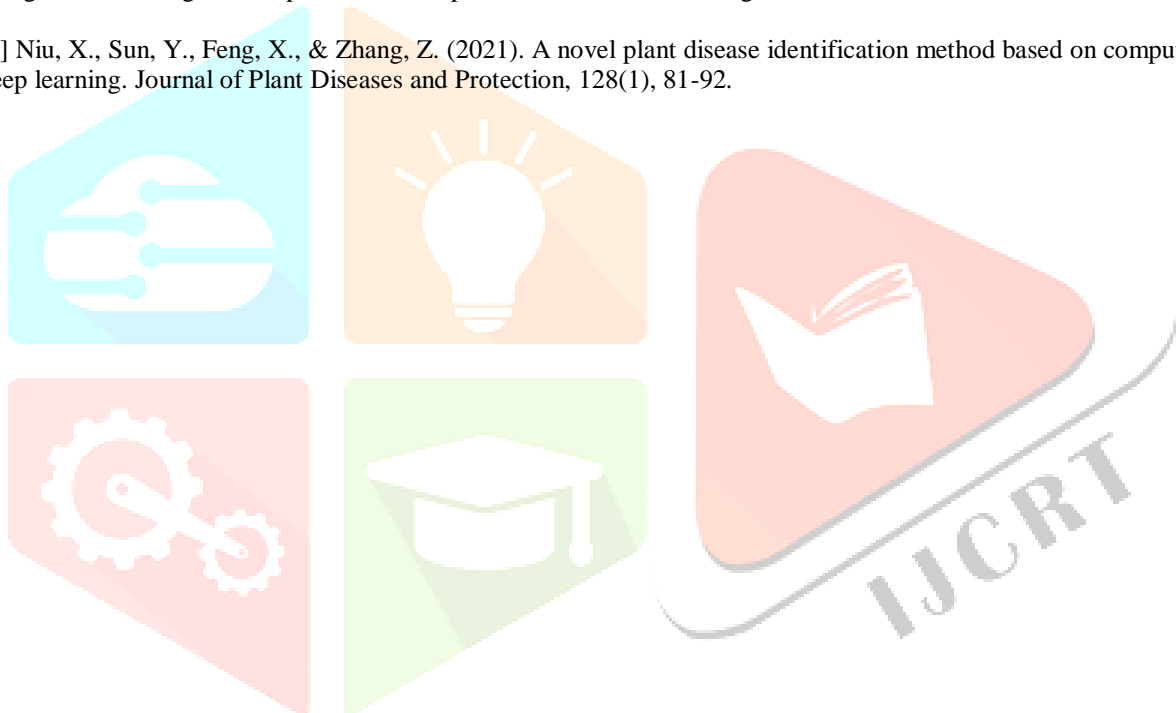 ] Niu, X., Sun, Y., Feng, X., & Zhang, Z. (2021). A novel plant disease identification method based on compu
eep learning. Journal of Plant Diseases and Protection, 128(1), 81-92.
IJCRT